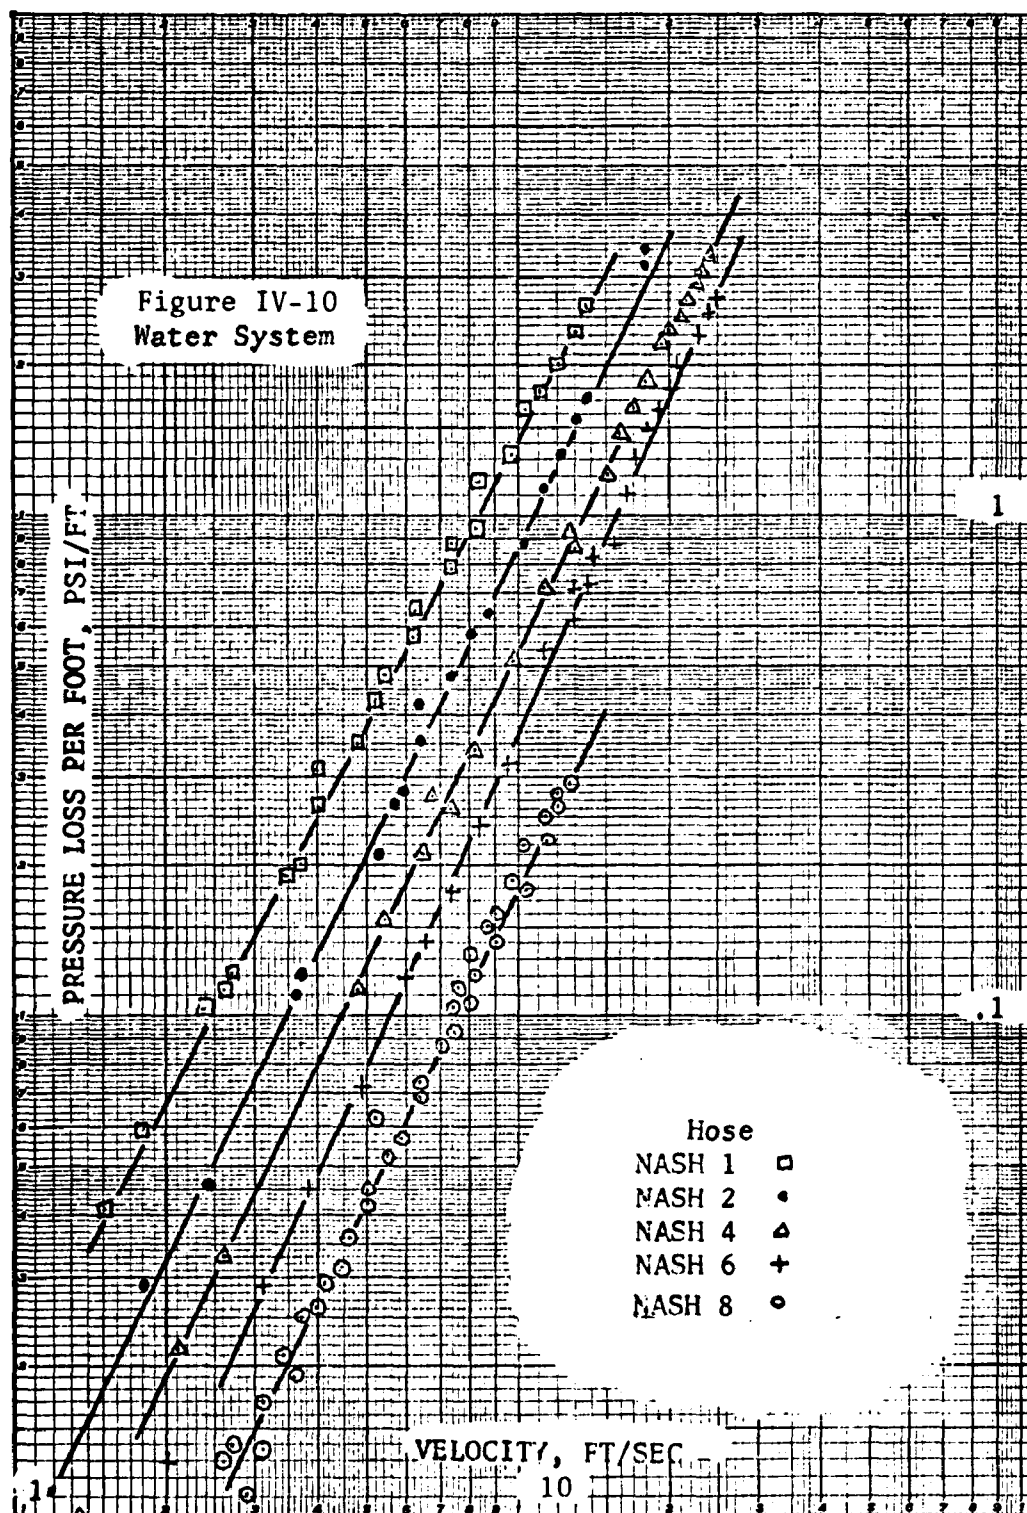 Figure IV-10
Water System
PRESSURE LOSS PER FOOT, PSI/FT
1
.1
Hose
NASH 1
NASH 2
NASH 4
NASH 6
NASH 8
VELOCITY, FT/SEC
10